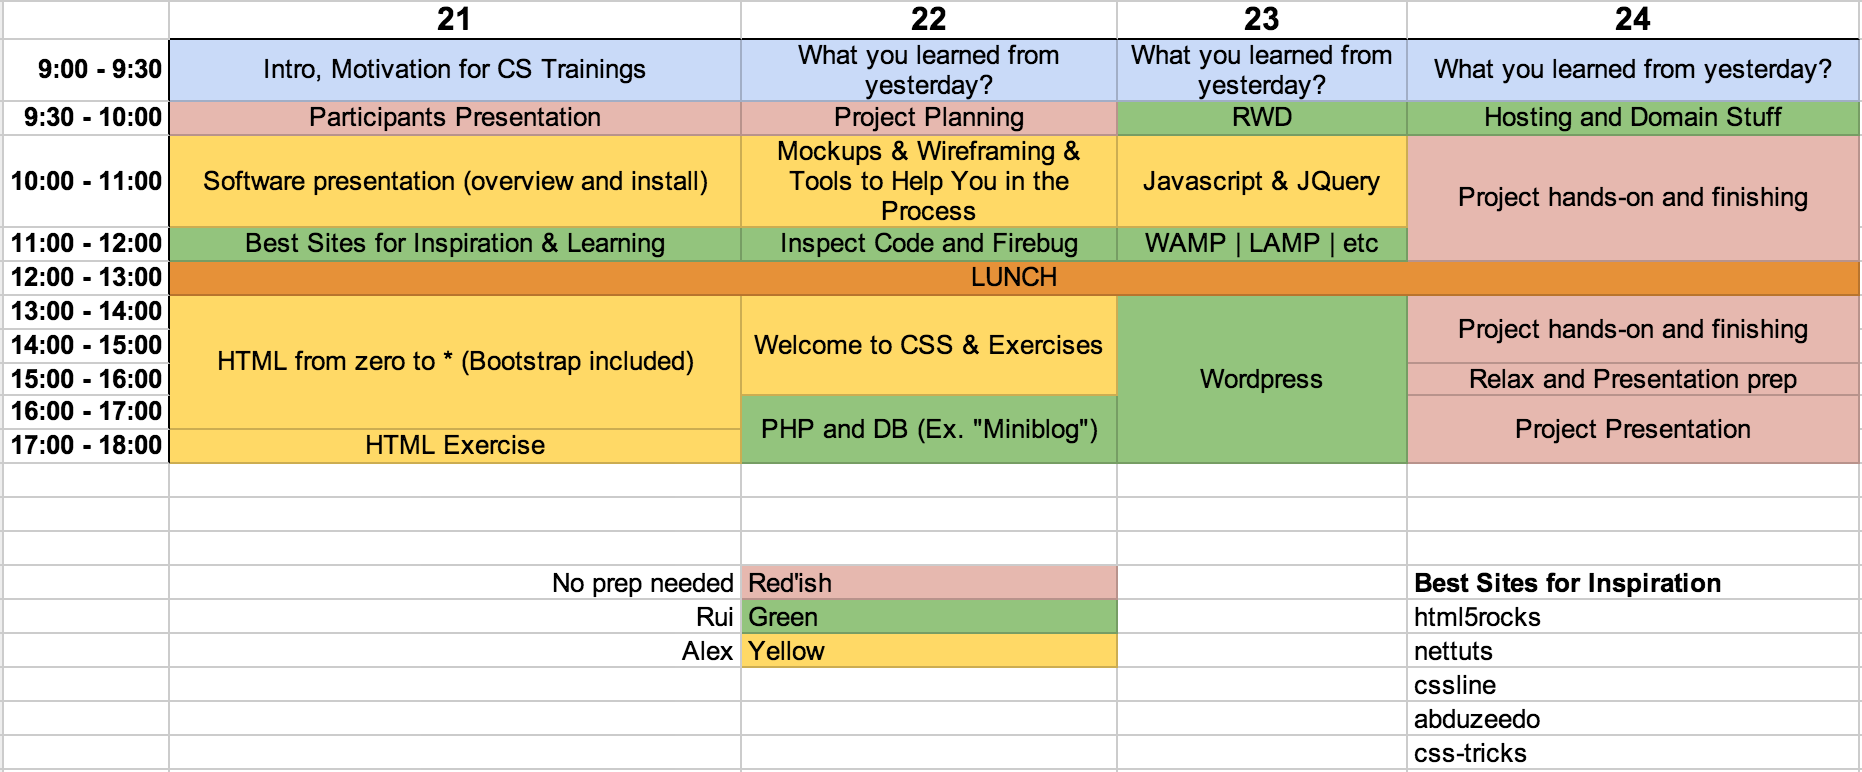 21 22 23 24
9:00 - 9:30 Intro, Motivation for CS Trainings What you learned from yesterday? What you learned from yesterday? What you learned from yesterday?
9:30 - 10:00 Participants Presentation Project Planning RWD Hosting and Domain Stuff
10:00 - 11:00 Software presentation (overview and install) Mockups & Wireframing & Tools to Help You in the Process Javascript & JQuery Project hands-on and finishing
11:00 - 12:00 Best Sites for Inspiration & Learning Inspect Code and Firebug WAMP | LAMP | etc
12:00 - 13:00 LUNCH
13:00 - 14:00 HTML from zero to * (Bootstrap included) Welcome to CSS & Exercises Wordpress Project hands-on and finishing
14:00 - 15:00
15:00 - 16:00 Relax and Presentation prep
16:00 - 17:00 PHP and DB (Ex. "Miniblog") Project Presentation
17:00 - 18:00 HTML Exercise
No prep needed Red'ish Best Sites for Inspiration
Rui Green html5rocks
Alex Yellow nettuts
cssline
abduzeedo
css-tricks